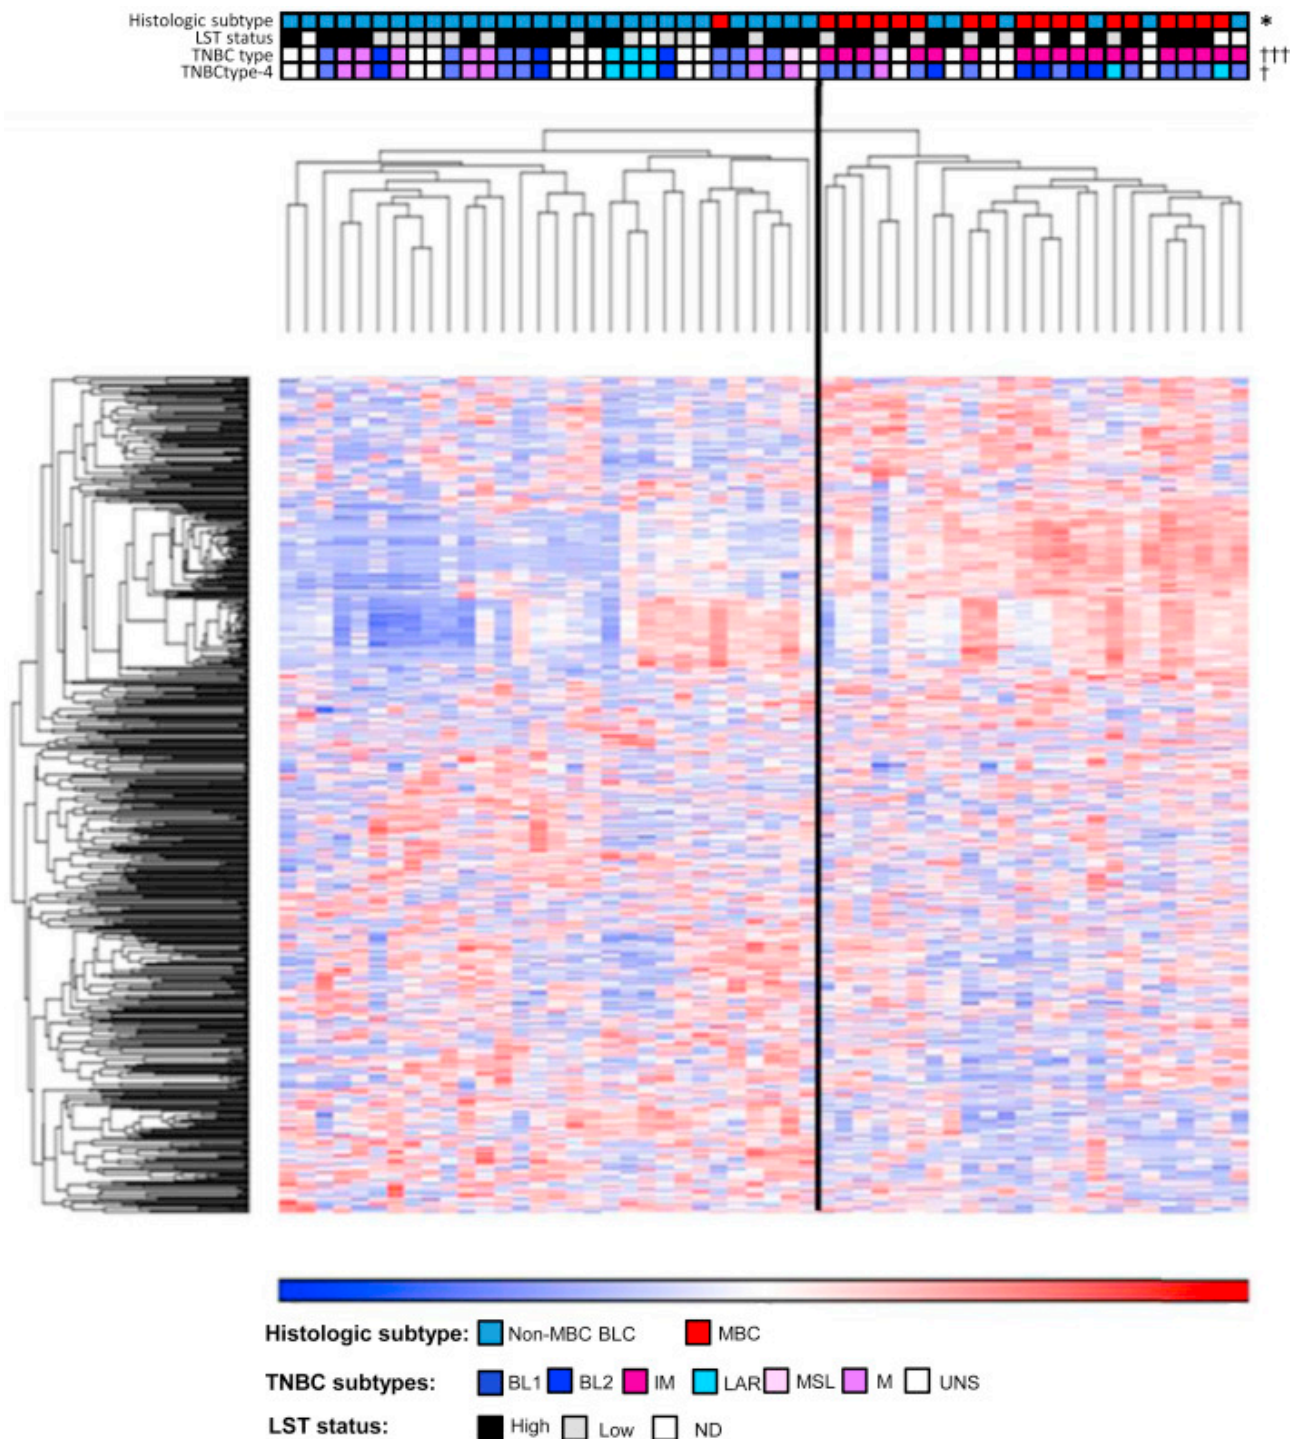 Histologic subtype *
LST status
TNBC type †††
TNBCtype-4 †
Histologic subtype: Non-MBC BLC MBC
TNBC subtypes: BL1 BL2 IM LAR MSL M UNS
LST status: High Low ND